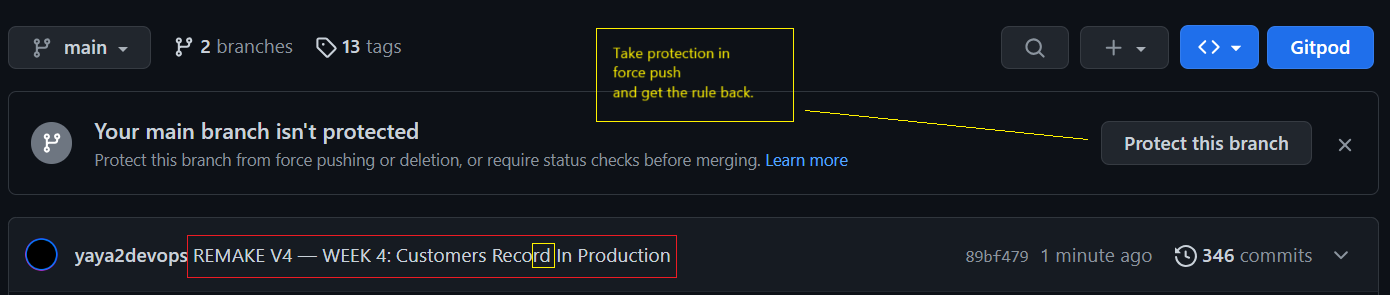 main
2 branches
13 tags
Take protection in
force push
and get the rule back.
Gitpod
Your main branch isn't protected
Protect this branch from force pushing or deletion, or require status checks before merging. Learn more
Protect this branch
yaya2devops REMAKE V4 — WEEK 4: Customers Record In Production
89bf479 1 minute ago 346 commits